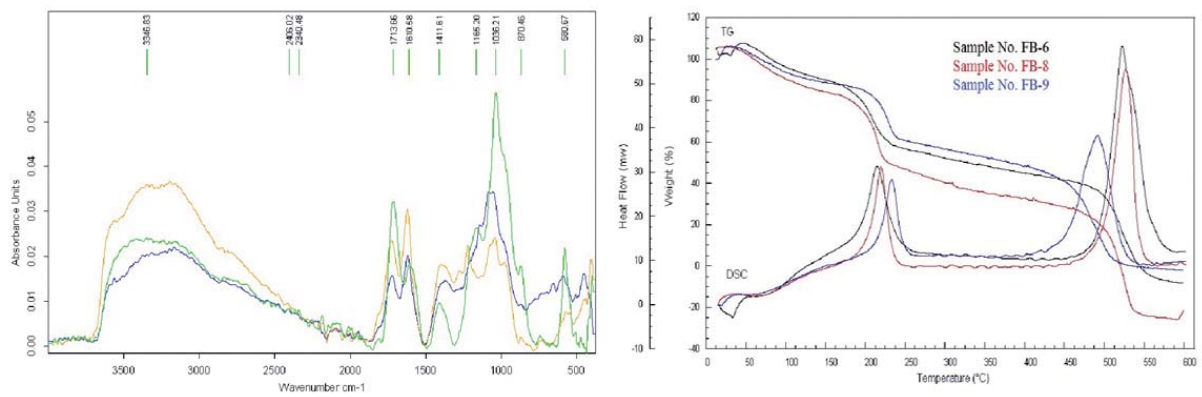 3346.83
2406.02
2340.48
1713.66
1610.58
1411.61
1165.20
1036.21
870.46
580.67
Absorbance Units
0.05
0.04
0.03
0.02
0.01
0.00
3500 3000 2500 2000 1500 1000 500
Wavenumber cm-1
Heat Flow (mw)
60
50
40
30
20
10
0
-10
Weight (%)
120
100
80
60
40
20
0
-20
-40
TG
Sample No. FB-6
Sample No. FB-8
Sample No. FB-9
DSC
0 50 100 150 200 250 300 350 400 450 500 550 600
Temperature (°C)